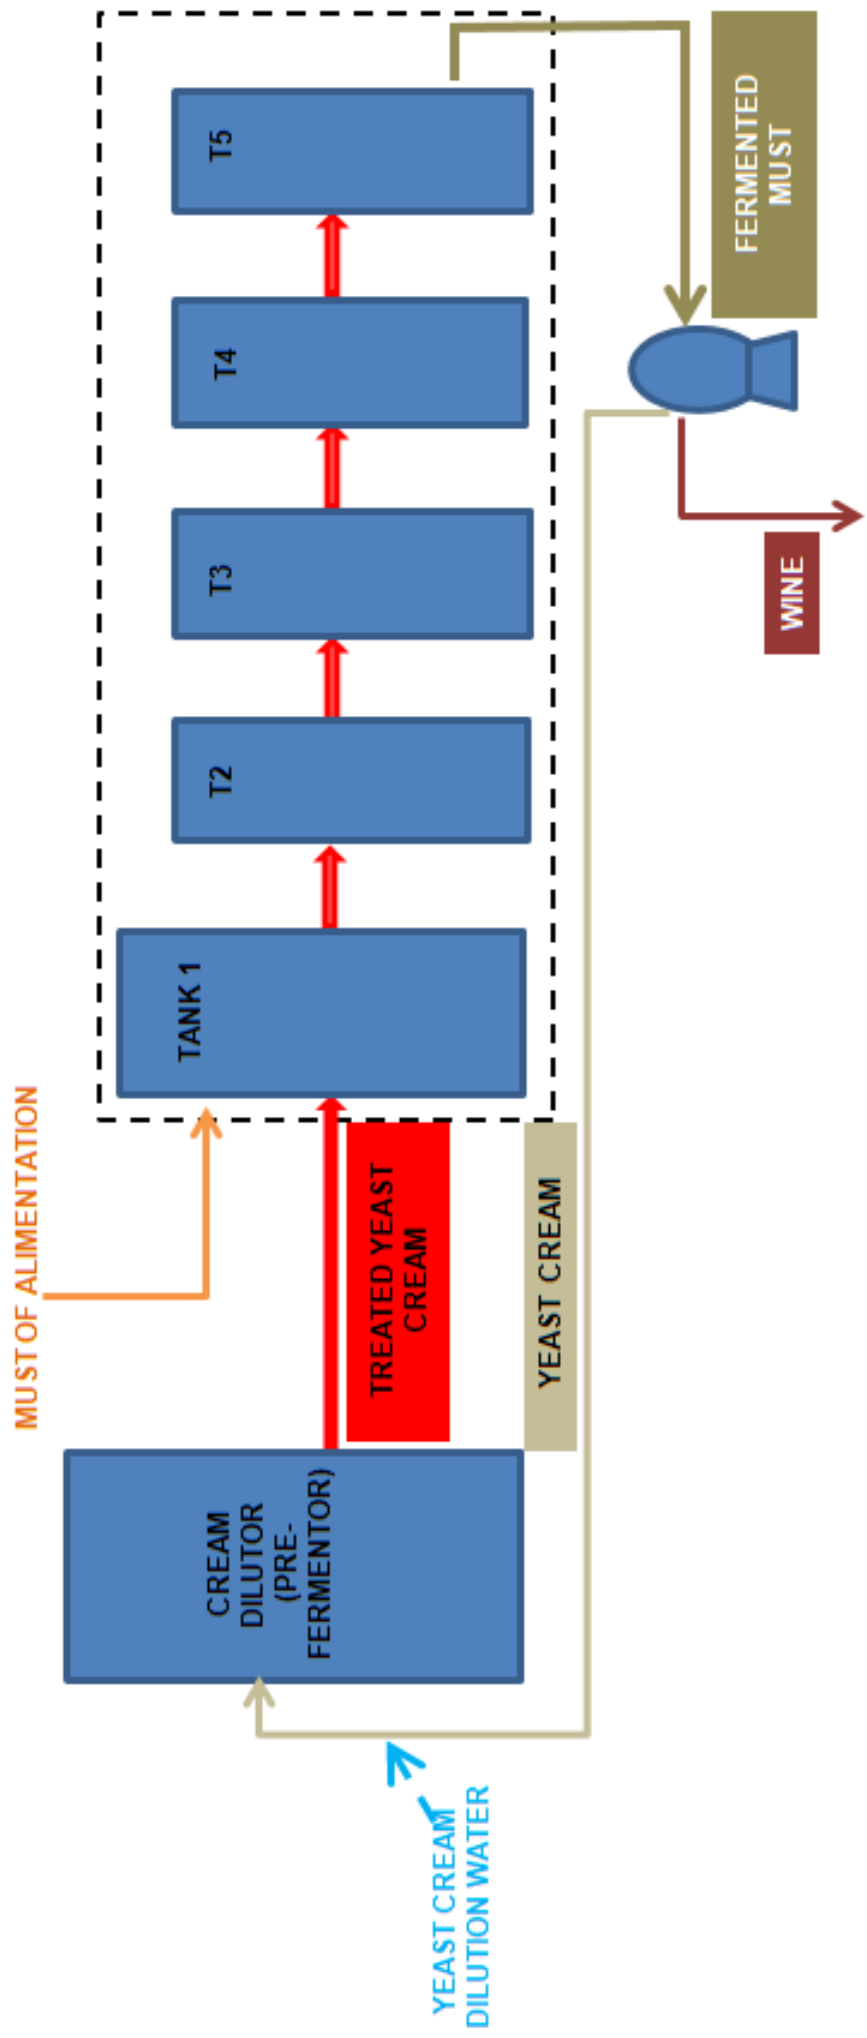 MUST OF ALIMENTATION
CREAM
DILUTOR
(PRE-
FERMENTOR)
TANK 1
T2
T3
T4
T5
TREATED YEAST
CREAM
YEAST CREAM
YEAST CREAM
DILUTION WATER
WINE
FERMENTED
MUST